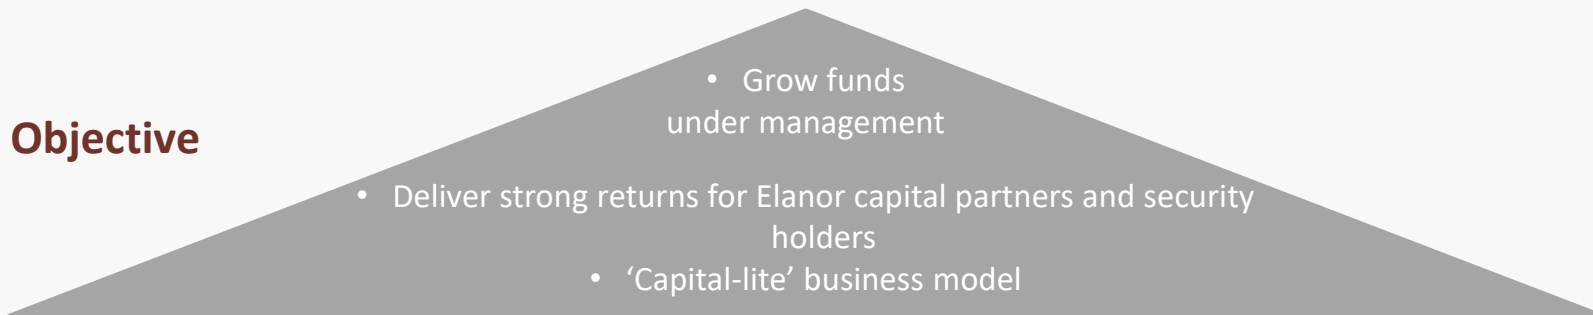 Objective
• Grow funds
under management
• Deliver strong returns for Elanor capital partners and security
holders
• ‘Capital-lite’ business model